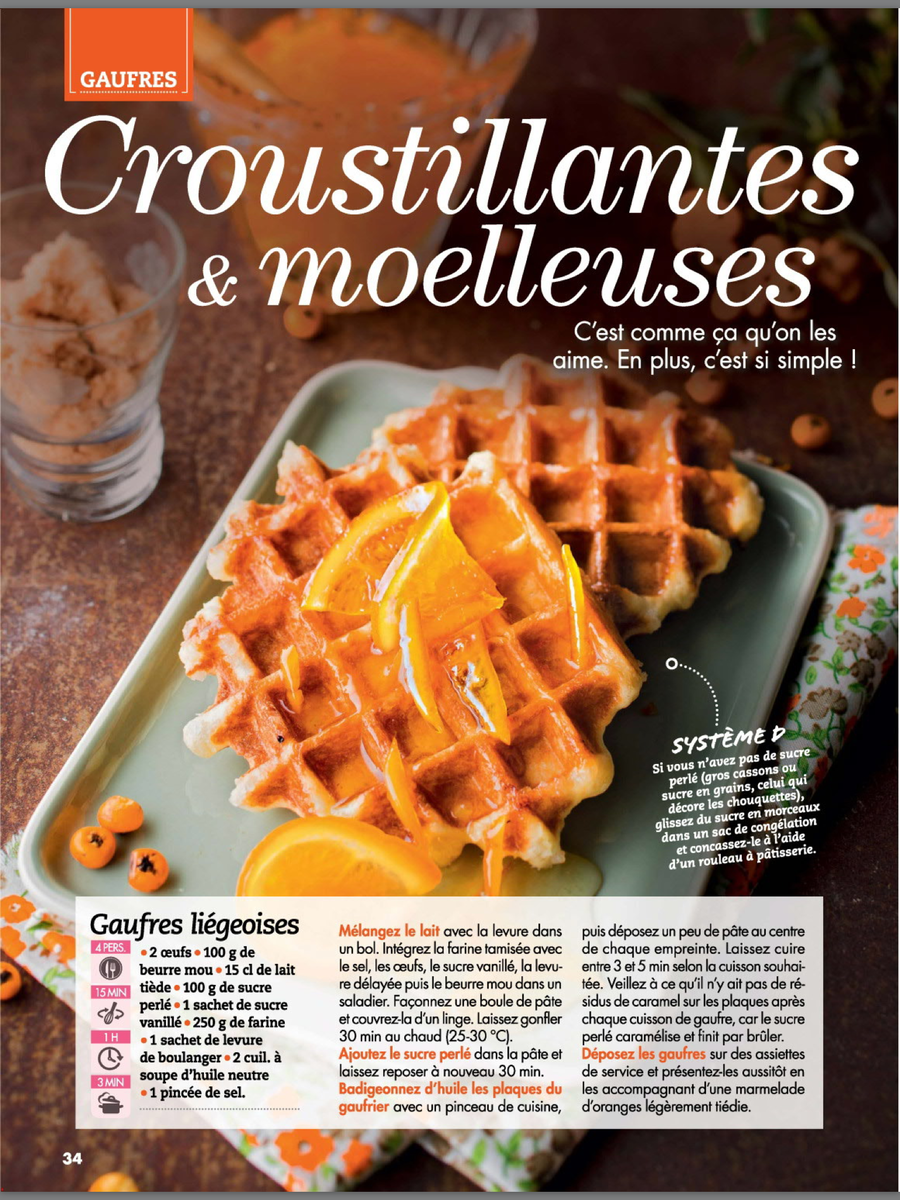 GAUFRES
Croustillantes
& moelleuses
C'est comme ça qu'on les
aime. En plus, c'est si simple !
SYSTÈME D
Si vous n'avez pas de sucre
perlé (gros cassons ou
sucre en grains, celui qui
décore les chouquettes),
glissez du sucre en morceaux
dans un sac de congélation
et concassez-le à l'aide
d'un rouleau à pâtisserie.
Gaufres liégeoises
4 PERS.
15 MIN
1 H
3 MIN
• 2 œufs • 100 g de
beurre mou • 15 cl de lait
tiède • 100 g de sucre
perlé • 1 sachet de sucre
vanillé • 250 g de farine
• 1 sachet de levure
de boulanger • 2 cuil. à
soupe d'huile neutre
• 1 pincée de sel.
Mélangez le lait avec la levure dans
un bol. Intégrez la farine tamisée avec
le sel, les œufs, le sucre vanillé, la levu-
re délayée puis le beurre mou dans un
saladier. Façonnez une boule de pâte
et couvrez-la d'un linge. Laissez gonfler
30 min au chaud (25-30 °C).
Ajoutez le sucre perlé dans la pâte et
laissez reposer à nouveau 30 min.
Badigeonnez d'huile les plaques du
gaufrier avec un pinceau de cuisine,
puis déposez un peu de pâte au centre
de chaque empreinte. Laissez cuire
entre 3 et 5 min selon la cuisson souhai-
tée. Veillez à ce qu'il n'y ait pas de ré-
sidus de caramel sur les plaques après
chaque cuisson de gaufre, car le sucre
perlé caramélise et finit par brûler.
Déposez les gaufres sur des assiettes
de service et présentez-les aussitôt en
les accompagnant d'une marmelade
d'oranges légèrement tiédie.
34